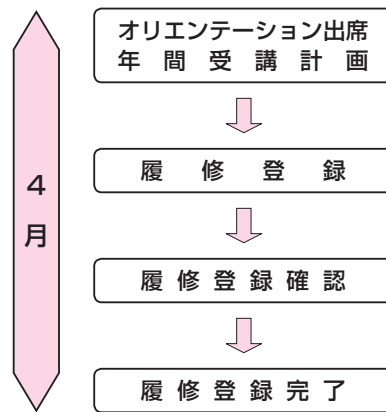 オリエンテーション出席
年間受講計画
4月
履修登録
履修登録確認
履修登録完了